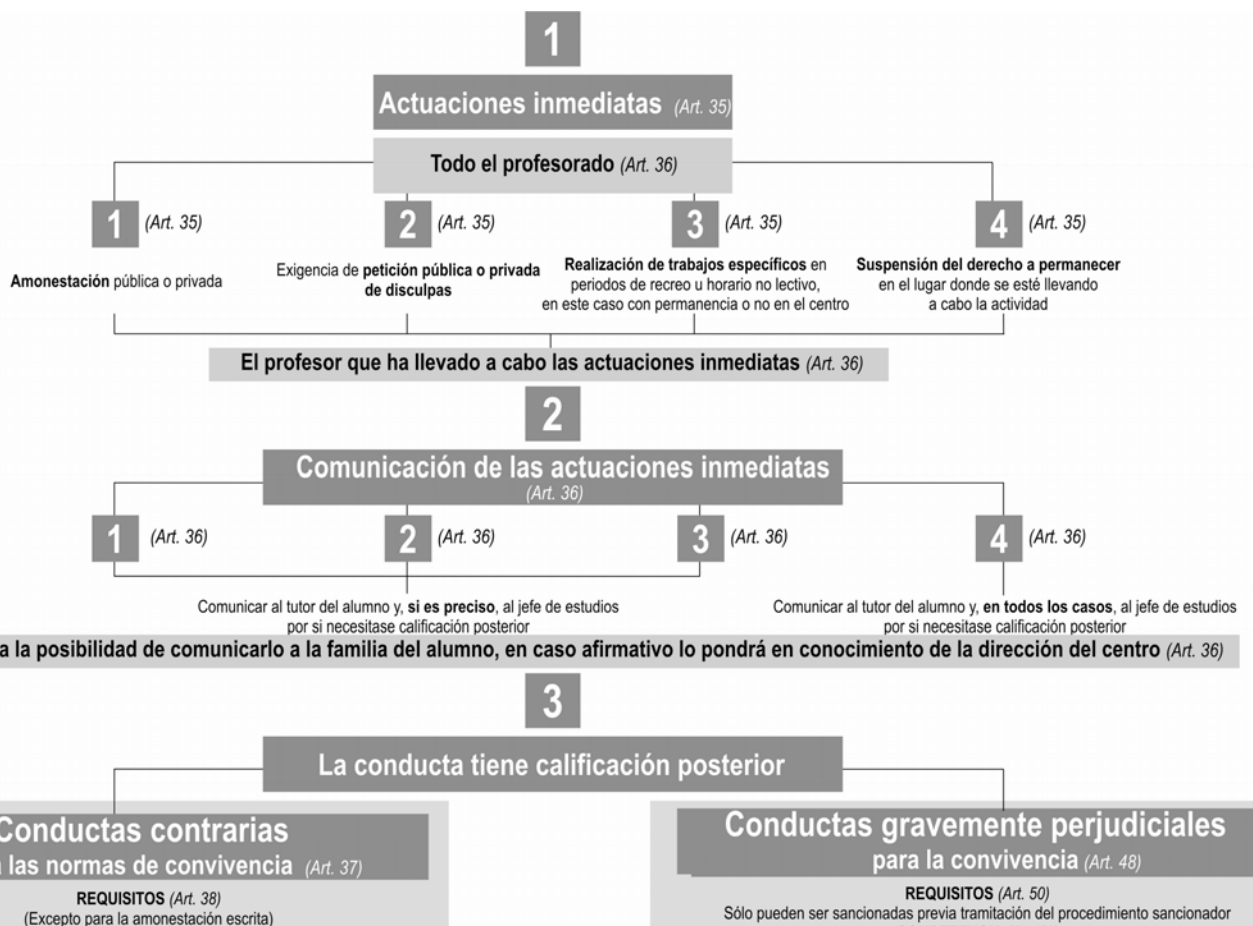 1
Actuaciones inmediatas (Art. 35)
Todo el profesorado (Art. 36)
1 (Art. 35)
Amonestación pública o privada
2 (Art. 35)
Exigencia de petición pública o privada
de disculpas
3 (Art. 35)
Realización de trabajos específicos en
periodos de recreo u horario no lectivo,
en este caso con permanencia o no en el centro
4 (Art. 35)
Suspensión del derecho a permanecer
en el lugar donde se esté llevando
a cabo la actividad
El profesor que ha llevado a cabo las actuaciones inmediatas (Art. 36)
2
Comunicación de las actuaciones inmediatas
(Art. 36)
1 (Art. 36)
2 (Art. 36)
3 (Art. 36)
4 (Art. 36)
Comunicar al tutor del alumno y, si es preciso, al jefe de estudios
por si necesitase calificación posterior
Comunicar al tutor del alumno y, en todos los casos, al jefe de estudios
por si necesitase calificación posterior
a la posibilidad de comunicarlo a la familia del alumno, en caso afirmativo lo pondrá en conocimiento de la dirección del centro (Art. 36)
3
La conducta tiene calificación posterior
Conductas contrarias
a las normas de convivencia (Art. 37)
REQUISITOS (Art. 38)
(Excepto para la amonestación escrita)
Conductas gravemente perjudiciales
para la convivencia (Art. 48)
REQUISITOS (Art. 50)
Sólo pueden ser sancionadas previa tramitación del procedimiento sancionador